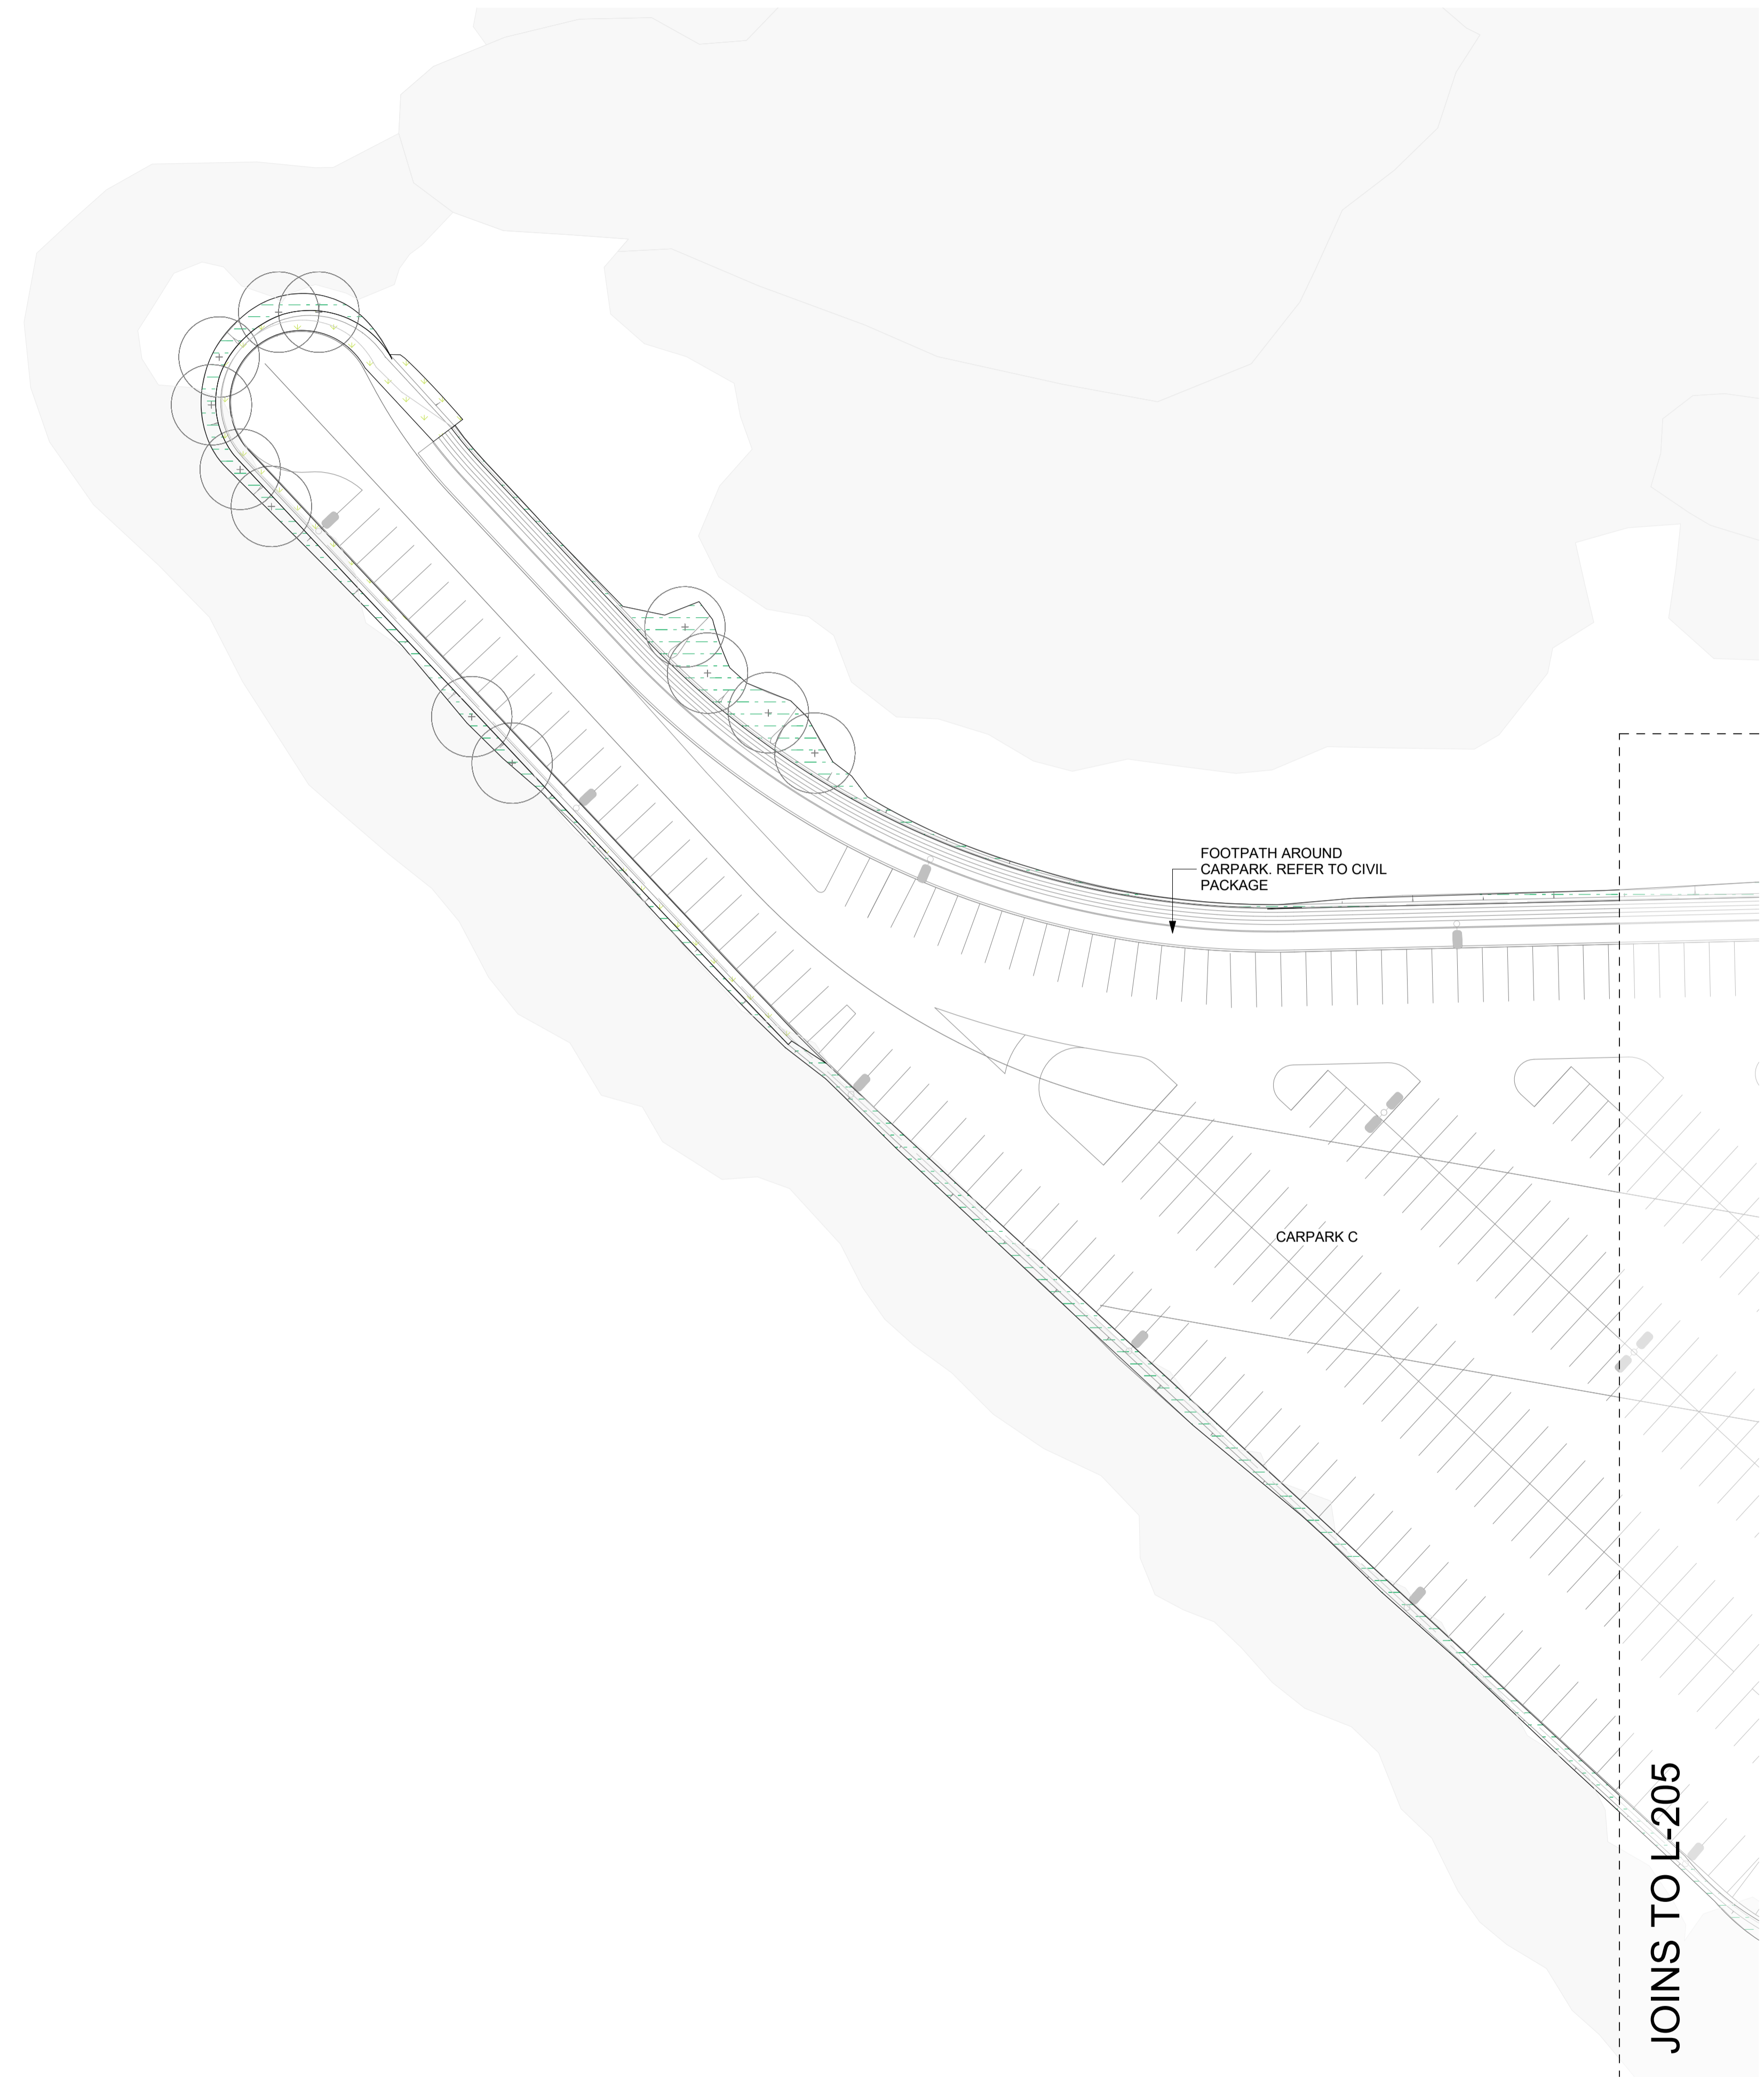 FOOTPATH AROUND
CARPARK. REFER TO CIVIL
PACKAGE
CARPARK C
JOINS TO L-205